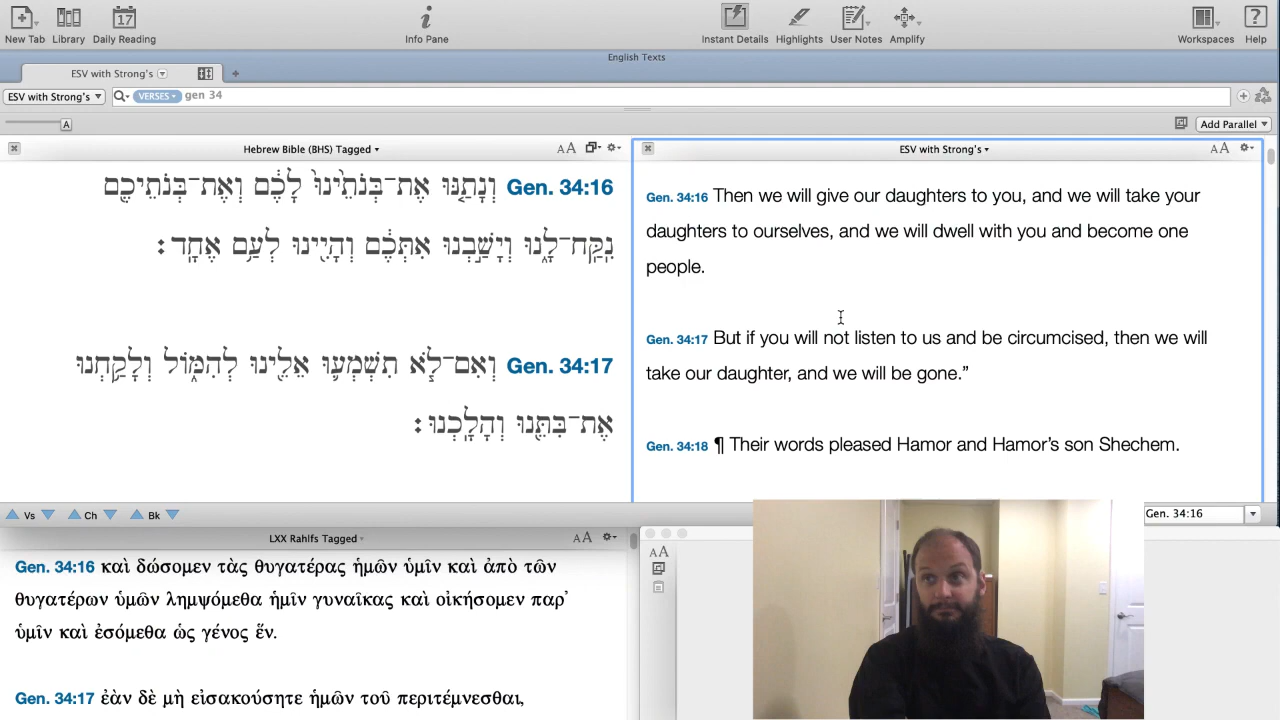 New Tab Library Daily Reading Info Pane Instant Details Highlights User Notes Amplify Workspaces Help
17
English Texts
ESV with Strong's
ESV with Strong's VERSES gen 34
A Add Parallel
Hebrew Bible (BHS) Tagged AA
Gen. 34:16 וְנָתַ֤נּוּ אֶת־בְּנֹתֵ֙ינוּ֙ לָכֶ֔ם וְאֶת־בְּנֹתֵיכֶ֖ם
נִֽקַּֽח־לָ֑נוּ וְיָשַׁ֣בְנוּ אִתְּכֶ֔ם וְהָיִ֖ינוּ לְעַ֥ם אֶחָֽד׃
Gen. 34:17 וְאִם־לֹ֧א תִשְׁמְע֛וּ אֵלֵ֖ינוּ לְהִמּ֑וֹל וְלָקַ֥חְנוּ
אֶת־בִּתֵּ֖נוּ וְהָלָֽכְנוּ׃
ESV with Strong's AA
Gen. 34:16 Then we will give our daughters to you, and we will take your
daughters to ourselves, and we will dwell with you and become one
people.
Gen. 34:17 But if you will not listen to us and be circumcised, then we will
take our daughter, and we will be gone.”
Gen. 34:18 ¶ Their words pleased Hamor and Hamor’s son Shechem.
Vs Ch Bk Gen. 34:16
LXX Rahlfs Tagged AA
Gen. 34:16 καὶ δώσομεν τὰς θυγατέρας ἡμῶν ὑμῖν καὶ ἀπὸ τῶν
θυγατέρων ὑμῶν λημψόμεθα ἡμῖν γυναῖκας καὶ οἰκήσομεν παρ’
ὑμῖν καὶ ἐσόμεθα ὡς γένος ἕν.
Gen. 34:17 ἐὰν δὲ μὴ εἰσακούσητε ἡμῶν τοῦ περιτέμνεσθαι,
AA